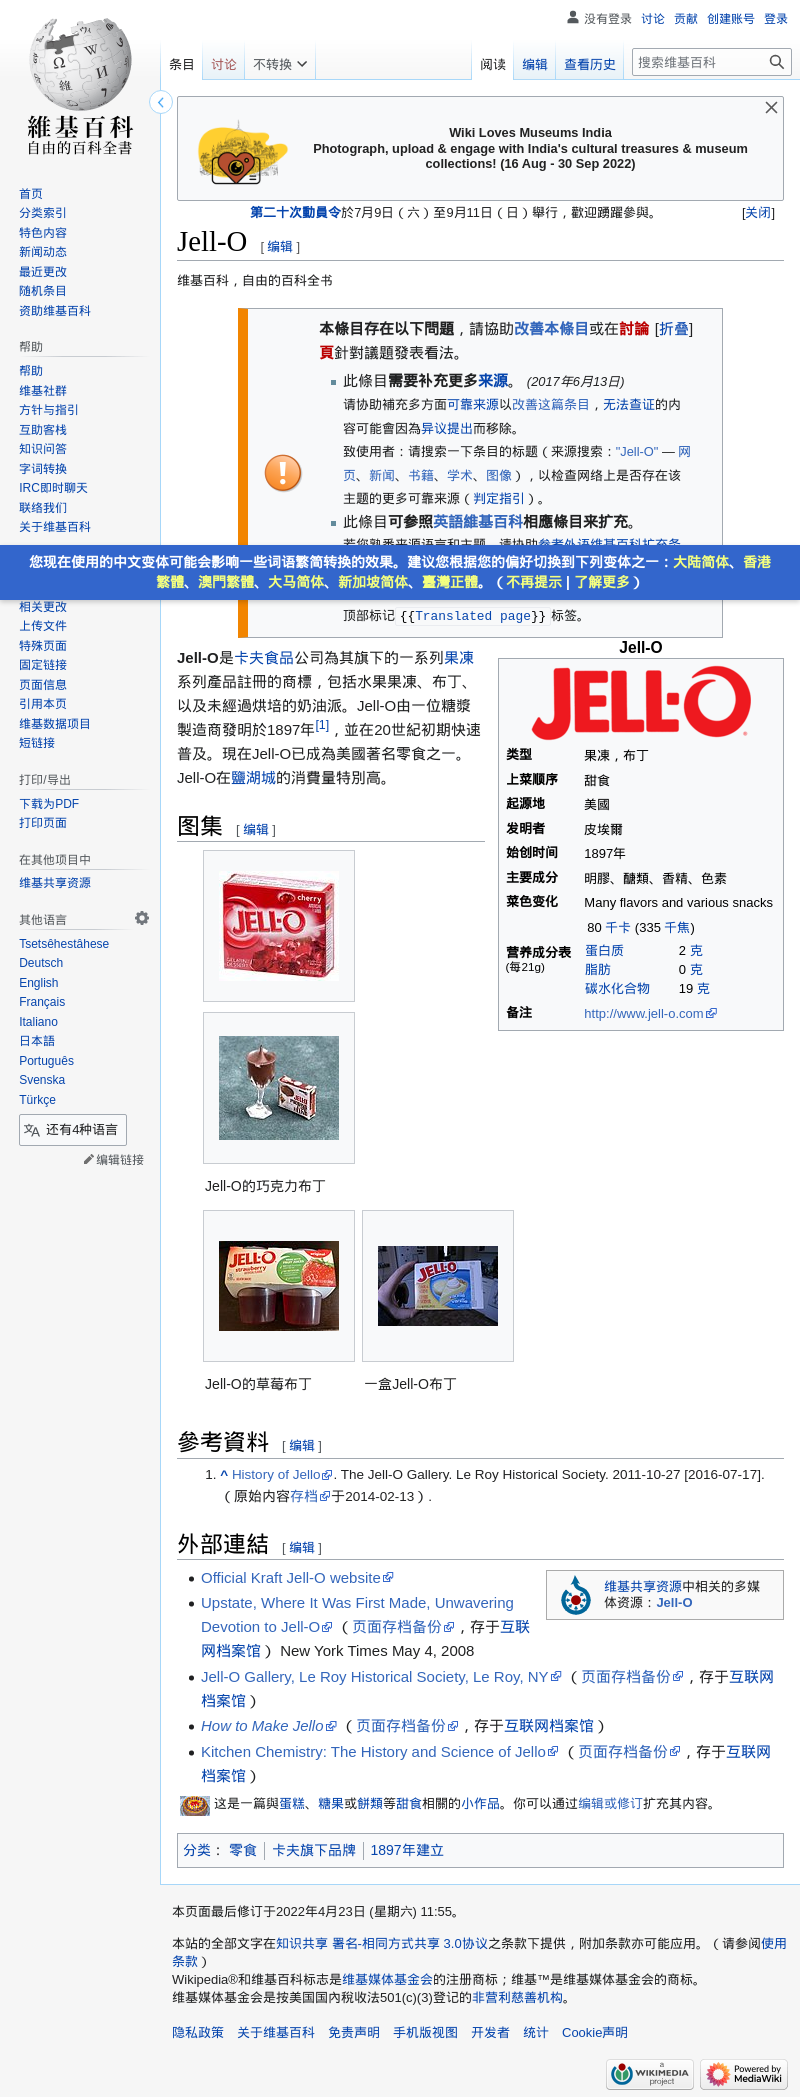 没有登录 讨论 贡献 创建账号 登录
条目 讨论 不转换 阅读 编辑 查看历史 搜索维基百科
維基百科
自由的百科全書
Wiki Loves Museums India
Photograph, upload & engage with India's cultural treasures & museum
collections! (16 Aug - 30 Sep 2022)
第二十次動員令於7月9日（六）至9月11日（日）舉行，歡迎踴躍參與。 [关闭]
首页
分类索引
特色内容
新闻动态
最近更改
随机条目
资助维基百科
帮助
帮助
维基社群
方针与指引
互助客栈
知识问答
字词转换
IRC即时聊天
联络我们
关于维基百科
相关更改
上传文件
特殊页面
固定链接
页面信息
引用本页
维基数据项目
短链接
打印/导出
下载为PDF
打印页面
在其他项目中
维基共享资源
其他语言
Tsetsêhestâhese
Deutsch
English
Français
Italiano
日本語
Português
Svenska
Türkçe
还有4种语言
编辑链接
Jell-O [ 编辑 ]
维基百科，自由的百科全书
本條目存在以下問題，請協助改善本條目或在討論 [折叠]
頁針對議題發表看法。
此條目需要补充更多来源。 (2017年6月13日)
请协助補充多方面可靠来源以改善这篇条目，无法查证的内
容可能會因為异议提出而移除。
致使用者：请搜索一下条目的标题（来源搜索："Jell-O" — 网
页、新闻、书籍、学术、图像），以检查网络上是否存在该
主题的更多可靠来源（判定指引）。
此條目可参照英語維基百科相應條目来扩充。
若您熟悉来源语言和主题，请协助参考外语维基百科扩充条
您现在使用的中文变体可能会影响一些词语繁简转换的效果。建议您根据您的偏好切换到下列变体之一：大陆简体、香港
繁體、澳門繁體、大马简体、新加坡简体、臺灣正體。（不再提示 | 了解更多）
顶部标记 {{Translated page}} 标签。
Jell-O是卡夫食品公司為其旗下的一系列果凍
系列產品註冊的商標，包括水果果凍、布丁、
以及未經過烘培的奶油派。Jell-O由一位糖漿
製造商發明於1897年[1]，並在20世紀初期快速
普及。現在Jell-O已成為美國著名零食之一。
Jell-O在鹽湖城的消費量特別高。
Jell-O
JELL-O
类型 果凍，布丁
上菜顺序 甜食
起源地 美國
发明者 皮埃爾
始创时间 1897年
主要成分 明膠、醣類、香精、色素
菜色变化 Many flavors and various snacks
80 千卡 (335 千焦)
营养成分表
(每21g)
蛋白质 2 克
脂肪 0 克
碳水化合物 19 克
备注 http://www.jell-o.com
图集 [ 编辑 ]
cherry
JELL-O
Jell-O的巧克力布丁
JELL-O
strawberry
JELL-O
Jell-O的草莓布丁 一盒Jell-O布丁
參考資料 [ 编辑 ]
1. ^ History of Jello. The Jell-O Gallery. Le Roy Historical Society. 2011-10-27 [2016-07-17].
（原始内容存档于2014-02-13）.
外部連結 [ 编辑 ]
维基共享资源中相关的多媒
体资源：Jell-O
Official Kraft Jell-O website
Upstate, Where It Was First Made, Unwavering
Devotion to Jell-O （页面存档备份，存于互联
网档案馆） New York Times May 4, 2008
Jell-O Gallery, Le Roy Historical Society, Le Roy, NY （页面存档备份，存于互联网
档案馆）
How to Make Jello （页面存档备份，存于互联网档案馆）
Kitchen Chemistry: The History and Science of Jello （页面存档备份，存于互联网
档案馆）
这是一篇與蛋糕、糖果或餅類等甜食相關的小作品。你可以通过编辑或修订扩充其内容。
分类： 零食 卡夫旗下品牌 1897年建立
本页面最后修订于2022年4月23日 (星期六) 11:55。
本站的全部文字在知识共享 署名-相同方式共享 3.0协议之条款下提供，附加条款亦可能应用。（请参阅使用
条款）
Wikipedia®和维基百科标志是维基媒体基金会的注册商标；维基™是维基媒体基金会的商标。
维基媒体基金会是按美国国內稅收法501(c)(3)登记的非营利慈善机构。
隐私政策 关于维基百科 免责声明 手机版视图 开发者 统计 Cookie声明
a WIKIMEDIA project Powered by MediaWiki